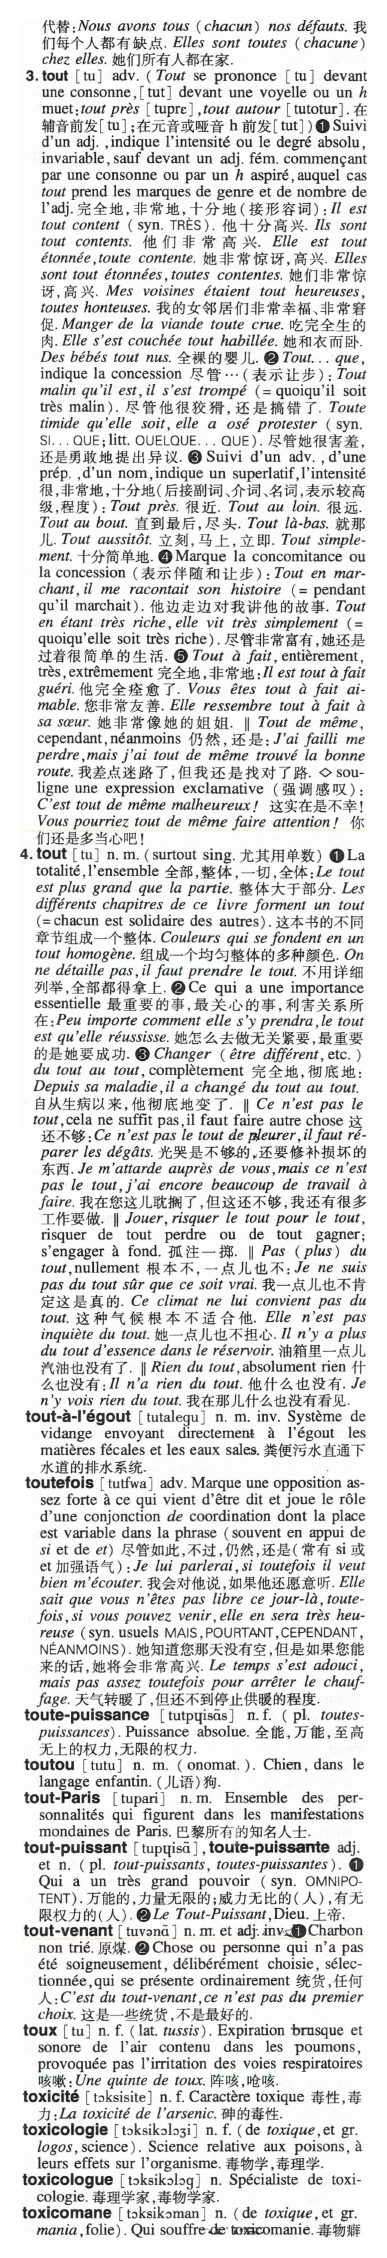 代替:Nous avons tous (chacun) nos défauts. 我
们每个人都有缺点. Elles sont toutes (chacune)
chez elles. 她们所有人都在家.
3. tout [tu] adv. (Tout se prononce [tu] devant
une consonne,[tut] devant une voyelle ou un h
muet:tout près [tuprɛ],tout autour [tutotur]. 在
辅音前发[tu];在元音或哑音 h 前发[tut])❶Suivi
d'un adj. ,indique l'intensité ou le degré absolu,
invariable,sauf devant un adj. fém. commençant
par une consonne ou par un h aspiré,auquel cas
tout prend les marques de genre et de nombre de
l'adj. 完全地,非常地,十分地(接形容词):Il est
tout content (syn. TRÈS). 他十分高兴. Ils sont
tout contents. 他们非常高兴. Elle est tout
étonnée,toute contente. 她非常惊讶,高兴. Elles
sont tout étonnées,toutes contentes. 她们非常惊
讶,高兴. Mes voisines étaient tout heureuses,
toutes honteuses. 我的女邻居们非常幸福、非常窘
促. Manger de la viande toute crue. 吃完全生的
肉. Elle s'est couchée tout habillée. 她和衣而卧.
Des bébés tout nus. 全裸的婴儿. ❷Tout... que,
indique la concession 尽管…(表示让步):Tout
malin qu'il est,il s'est trompé (=quoiqu'il soit
très malin). 尽管他很狡猾,还是搞错了. Toute
timide qu'elle soit,elle a osé protester (syn.
SI... QUE;litt. QUELQUE... QUE). 尽管她很害羞,
还是勇敢地提出异议. ❸Suivi d'un adv. ,d'une
prép. ,d'un nom,indique un superlatif,l'intensité
很,非常地,十分地(后接副词、介词、名词,表示较高
级,程度):Tout près. 很近. Tout au loin. 很远.
Tout au bout. 直到最后,尽头. Tout là-bas. 就那
儿. Tout aussitôt. 立刻,马上,立即. Tout simple-
ment. 十分简单地. ❹Marque la concomitance ou
la concession (表示伴随和让步):Tout en mar-
chant,il me racontait son histoire (=pendant
qu'il marchait). 他边走边对我讲他的故事. Tout
en étant très riche,elle vit très simplement (=
quoiqu'elle soit très riche). 尽管非常富有,她还是
过着很简单的生活. ❺Tout à fait, entièrement,
très,extrêmement 完全地,非常地:Il est tout à fait
guéri. 他完全痊愈了. Vous êtes tout à fait ai-
mable. 您非常友善. Elle ressembre tout à fait à
sa sœur. 她非常像她的姐姐. ‖ Tout de même,
cependant,néanmoins 仍然,还是:J'ai failli me
perdre,mais j'ai tout de même trouvé la bonne
route. 我差点迷路了,但我还是找对了路. ◇sou-
ligne une expression exclamative (强调感叹):
C'est tout de même malheureux! 这实在是不幸!
Vous pourriez tout de même faire attention! 你
们还是多当心吧!
4. tout [tu] n. m. (surtout sing. 尤其用单数) ❶La
totalité,l'ensemble 全部,整体,一切,全体:Le tout
est plus grand que la partie. 整体大于部分. Les
différents chapitres de ce livre forment un tout
(=chacun est solidaire des autres). 这本书的不同
章节组成一个整体. Couleurs qui se fondent en un
tout homogène. 组成一个均匀整体的多种颜色. On
ne détaille pas,il faut prendre le tout. 不用详细
列举,全部都得拿上. ❷Ce qui a une importance
essentielle 最重要的事,最关心的事,利害关系所
在:Peu importe comment elle s'y prendra,le tout
est qu'elle réussisse. 她怎么去做无关紧要,最重要
的是她要成功. ❸Changer (être différent,etc.)
du tout au tout,complètement 完全地,彻底地:
Depuis sa maladie,il a changé du tout au tout.
自从生病以来,他彻底地变了. ‖ Ce n'est pas le
tout,cela ne suffit pas,il faut faire autre chose 这
还不够:Ce n'est pas le tout de pleurer,il faut ré-
parer les dégâts. 光哭是不够的,还要修补损坏的
东西. Je m'attarde auprès de vous,mais ce n'est
pas le tout,j'ai encore beaucoup de travail à
faire. 我在您这儿耽搁了,但这还不够,我还有很多
工作要做. ‖ Jouer,risquer le tout pour le tout,
risquer de tout perdre ou de tout gagner;
s'engager à fond. 孤注一掷. ‖ Pas (plus) du
tout,nullement 根本不,一点儿也不:Je ne suis
pas du tout sûr que ce soit vrai. 我一点儿也不肯
定这是真的. Ce climat ne lui convient pas du
tout. 这种气候根本不适合他. Elle n'est pas
inquiète du tout. 她一点儿也不担心. Il n'y a plus
du tout d'essence dans le réservoir. 油箱里一点儿
汽油也没有了. ‖ Rien du tout,absolument rien 什
么也没有:Il n'a rien du tout. 他什么也没有. Je
n'y vois rien du tout. 我在那儿什么也没有看见.
tout-à-l'égout [tutalegu] n. m. inv. Système de
vidange envoyant directement à l'égout les
matières fécales et les eaux sales. 粪便污水直通下
水道的排水系统.
toutefois [tutfwa] adv. Marque une opposition as-
sez forte à ce qui vient d'être dit et joue le rôle
d'une conjonction de coordination dont la place
est variable dans la phrase (souvent en appui de
si et de et) 尽管如此,不过,仍然,还是(常有 si 或
et 加强语气):Je lui parlerai,si toutefois il veut
bien m'écouter. 我会对他说,如果他还愿意听. Elle
sait que vous n'êtes pas libre ce jour-là,toute-
fois,si vous pouvez venir,elle en sera très heu-
reuse (syn. usuels MAIS,POURTANT,CEPENDANT,
NÉANMOINS). 她知道您那天没有空,但是如果您能
来的话,她将会非常高兴. Le temps s'est adouci,
mais pas assez toutefois pour arrêter le chauf-
fage. 天气转暖了,但还不到停止供暖的程度.
toute-puissance [tutpɥisɑ̃s] n. f. ( pl. toutes-
puissances). Puissance absolue. 全能,万能,至高
无上的权力,无限的权力.
toutou [tutu] n. m. (onomat.). Chien,dans le
langage enfantin. (儿语)狗.
tout-Paris [tupari] n. m. Ensemble des per-
sonnalités qui figurent dans les manifestations
mondaines de Paris. 巴黎所有的知名人士.
tout-puissant [tupɥisɑ̃],toute-puissante adj.
et n. (pl. tout-puissants, toutes-puissantes). ❶
Qui a un très grand pouvoir (syn. OMNIPO-
TENT). 万能的,力量无限的;威力无比的(人),有无
限权力的(人). ❷Le Tout-Puissant,Dieu. 上帝.
tout-venant [tuvənɑ̃] n. m. et adj. inv. ❶Charbon
non trié. 原煤. ❷Chose ou personne qui n'a pas
été soigneusement, délibérément choisie, sélec-
tionnée,qui se présente ordinairement 统货,任何
人:C'est du tout-venant,ce n'est pas du premier
choix. 这是一些统货,不是最好的.
toux [tu] n. f. (lat. tussis). Expiration brusque et
sonore de l'air contenu dans les poumons,
provoquée pas l'irritation des voies respiratoires
咳嗽:Une quinte de toux. 阵咳,呛咳.
toxicité [tɔksisite] n. f. Caractère toxique 毒性,毒
力:La toxicité de l'arsenic. 砷的毒性.
toxicologie [tɔksikɔlɔʒi] n. f. (de toxique,et gr.
logos,science). Science relative aux poisons,à
leurs effets sur l'organisme. 毒物学,毒理学.
toxicologue [tɔksikɔlɔg] n. Spécialiste de toxi-
cologie. 毒理学家,毒物学家.
toxicomane [tɔksikɔman] n. (de toxique,et gr.
mania,folie). Qui souffre de toxicomanie. 毒物癖